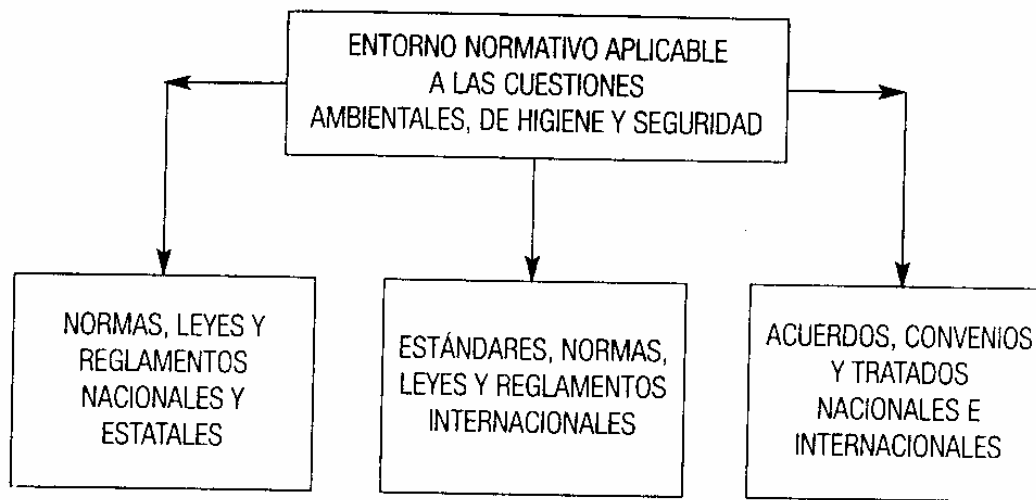 ENTORNO NORMATIVO APLICABLE
A LAS CUESTIONES
AMBIENTALES, DE HIGIENE Y SEGURIDAD
NORMAS, LEYES Y
REGLAMENTOS
NACIONALES Y
ESTATALES
ESTÁNDARES, NORMAS,
LEYES Y REGLAMENTOS
INTERNACIONALES
ACUERDOS, CONVENIOS
Y TRATADOS
NACIONALES E
INTERNACIONALES